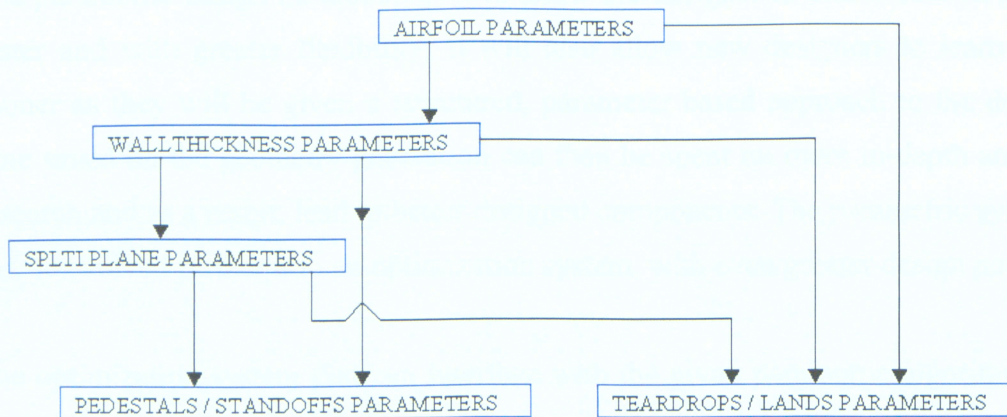 AIRFOIL PARAMETERS
WALLTHICKNESS PARAMETERS
SPLTI PLANE PARAMETERS
PEDESTALS / STANDOFFS PARAMETERS
TEARDROPS / LANDS PARAMETERS